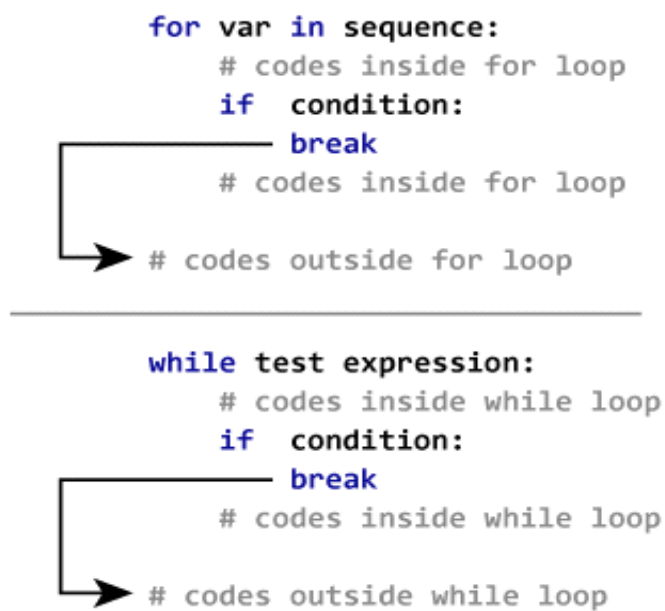 for var in sequence:
# codes inside for loop
if condition:
break
# codes inside for loop
# codes outside for loop
while test expression:
# codes inside while loop
if condition:
break
# codes inside while loop
# codes outside while loop